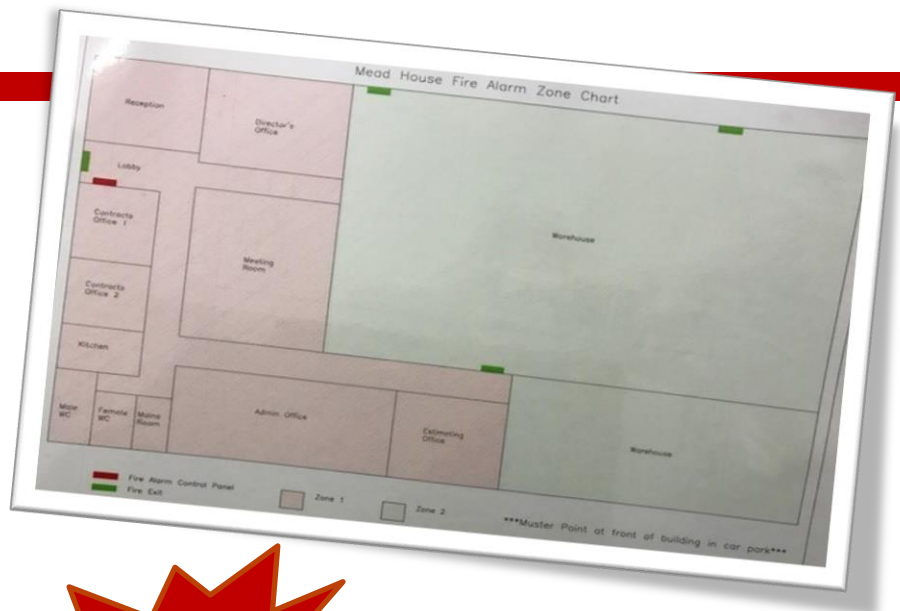 Mead House Fire Alarm Zone Chart
Reception
Director's
Office
Lobby
Contracts
Office 1
Warehouse
Meeting
Room
Contracts
Office 2
Kitchen
Male
WC
Female
WC
Mains
Room
Admin. Office
Estimating
Office
Warehouse
Fire Alarm Control Panel
Fire Exit
Zone 1
Zone 2
***Muster Point at front of building in car park***